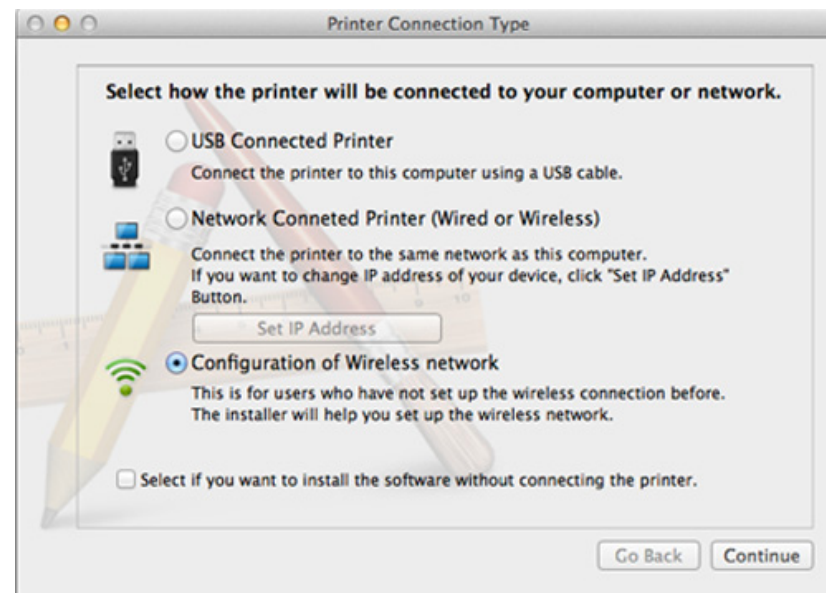 Printer Connection Type
Select how the printer will be connected to your computer or network.
USB Connected Printer
Connect the printer to this computer using a USB cable.
Network Conneted Printer (Wired or Wireless)
Connect the printer to the same network as this computer.
If you want to change IP address of your device, click "Set IP Address"
Button.
Set IP Address
Configuration of Wireless network
This is for users who have not set up the wireless connection before.
The installer will help you set up the wireless network.
Select if you want to install the software without connecting the printer.
Go Back Continue